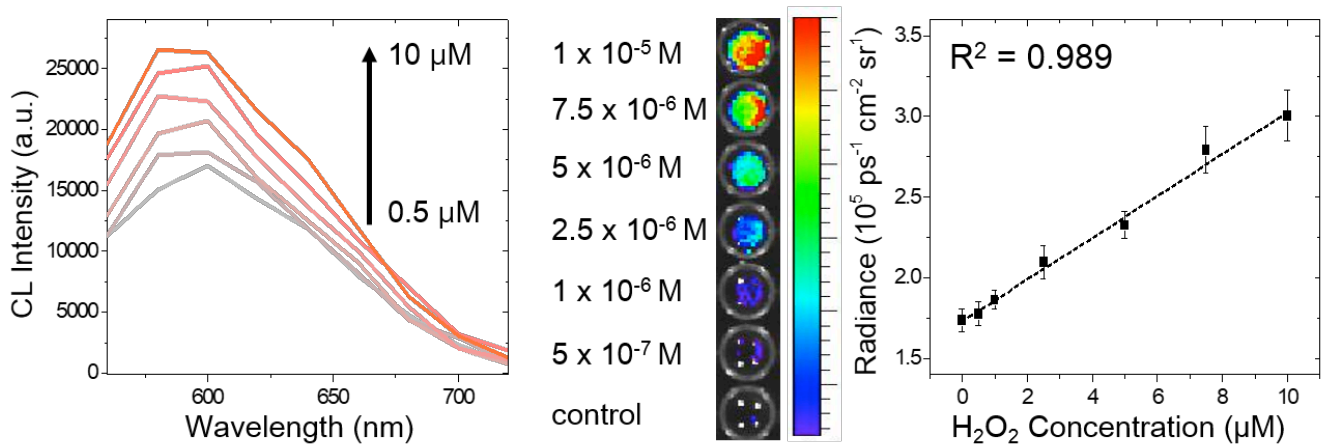 CL Intensity (a.u.)
25000
20000
15000
10000
5000
0
10 μM
0.5 μM
600
650
700
Wavelength (nm)
1 x 10⁻⁵ M
7.5 x 10⁻⁶ M
5 x 10⁻⁶ M
2.5 x 10⁻⁶ M
1 x 10⁻⁶ M
5 x 10⁻⁷ M
control
Radiance (10⁵ ps⁻¹ cm⁻² sr⁻¹)
3.5
3.0
2.5
2.0
1.5
R² = 0.989
0 2 4 6 8 10
H₂O₂ Concentration (μM)